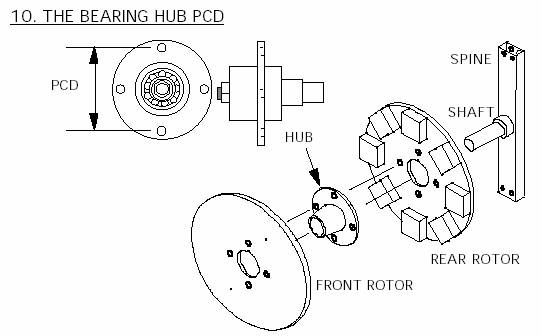 10. THE BEARING HUB PCD
PCD
SPINE
SHAFT
HUB
REAR ROTOR
FRONT ROTOR